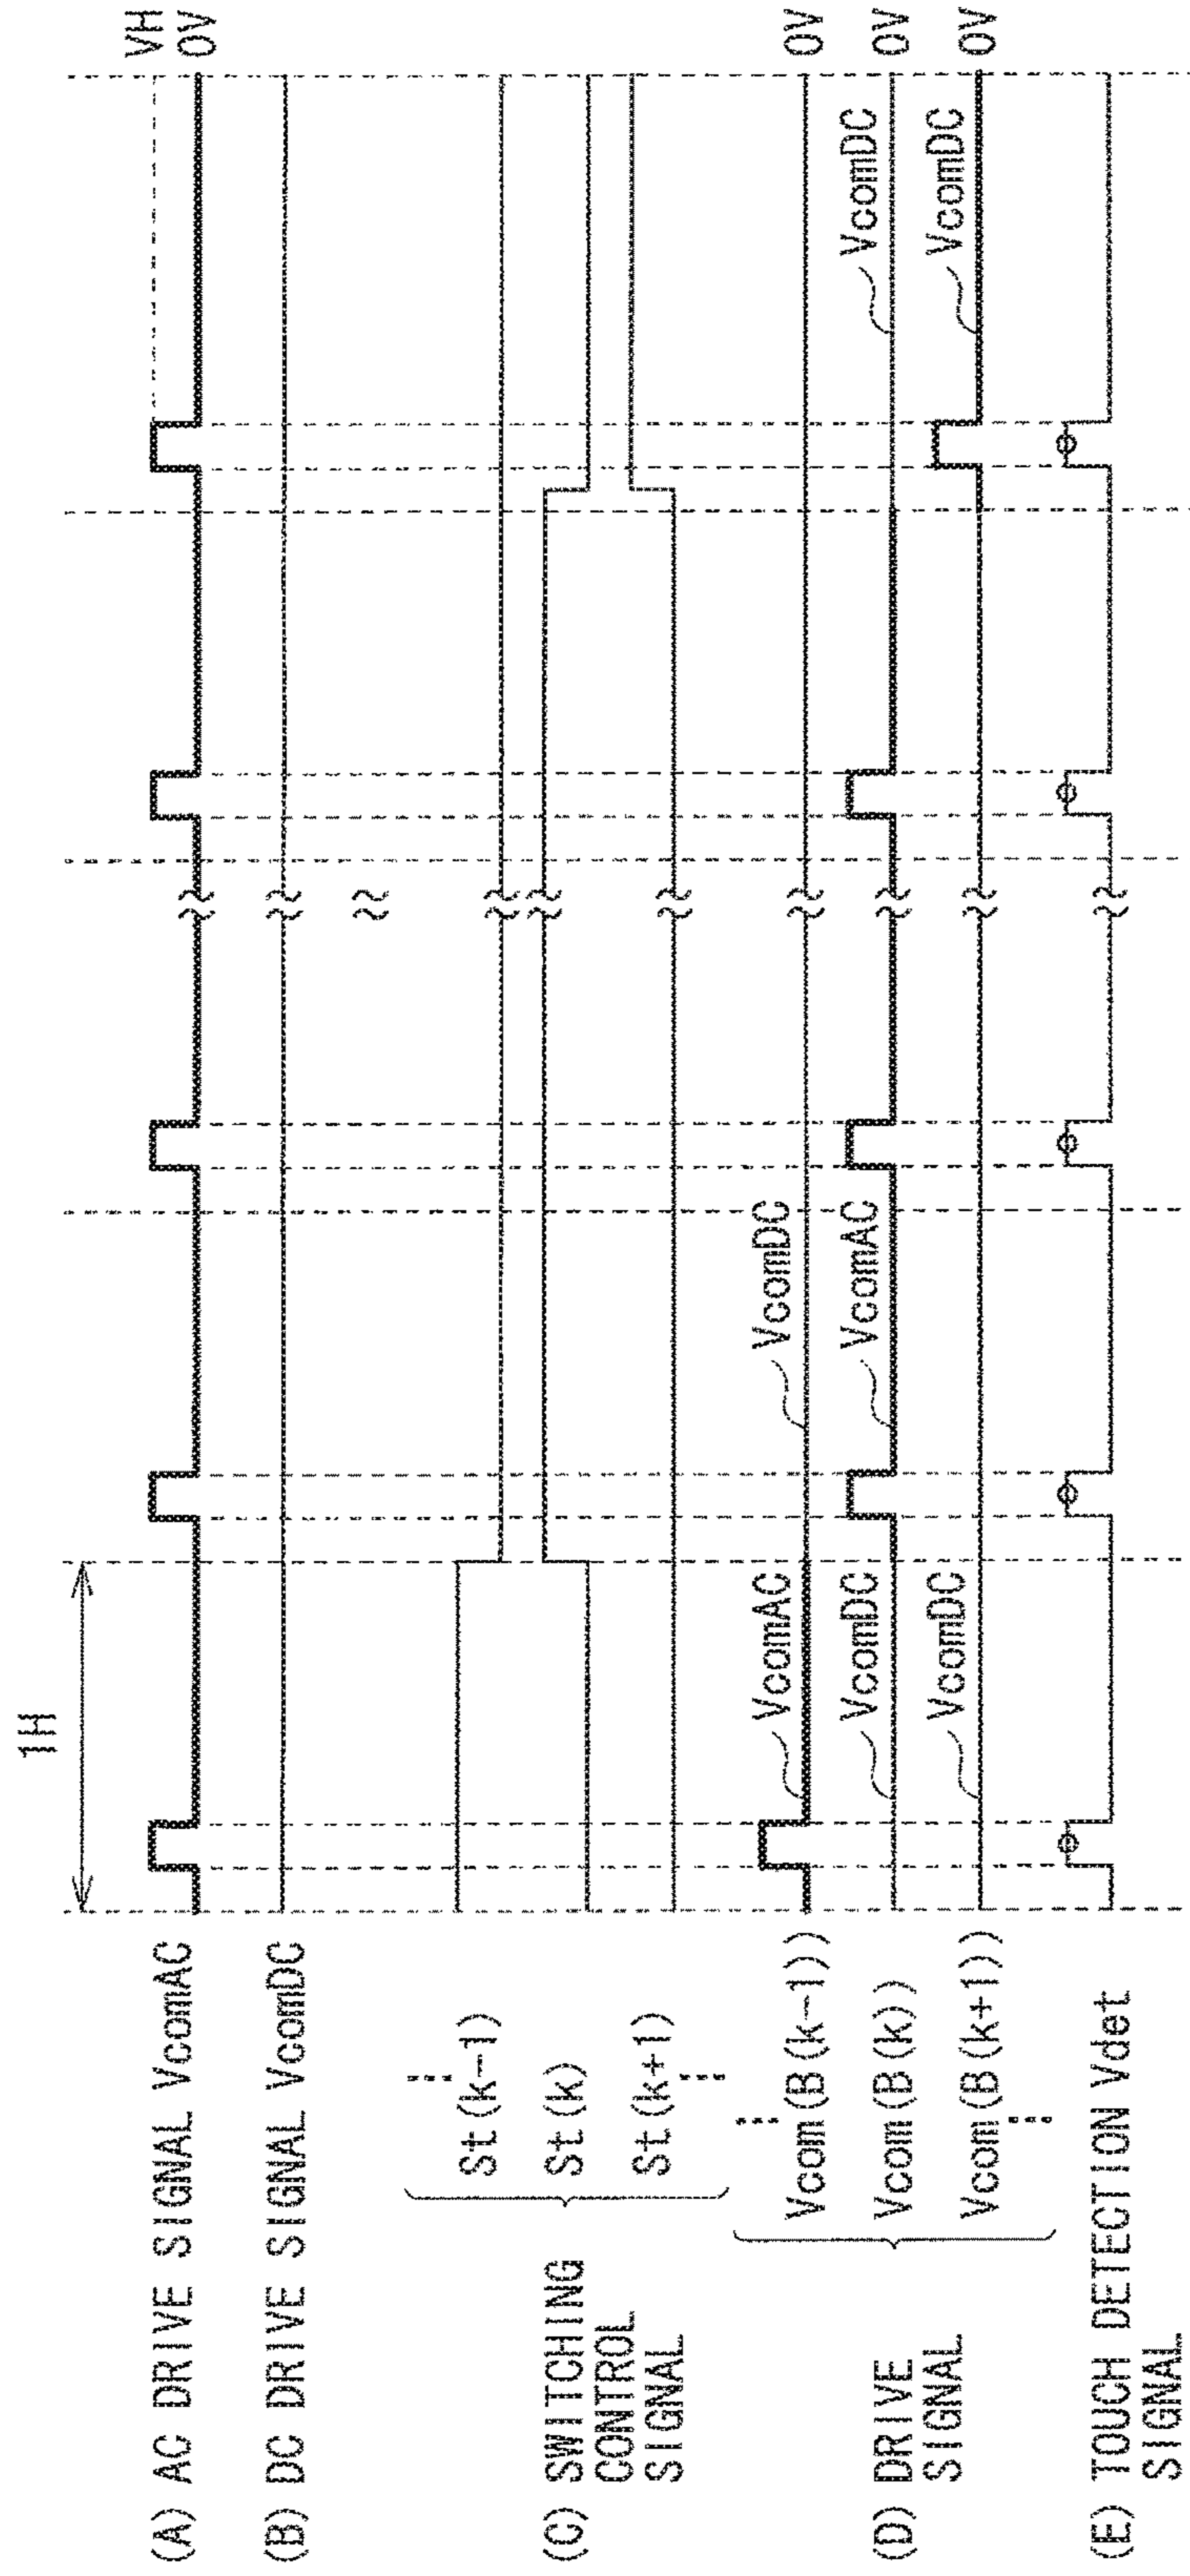 1H
(A) AC DRIVE SIGNAL VcomAC
VH
0V
(B) DC DRIVE SIGNAL VcomDC
(C) SWITCHING
CONTROL
SIGNAL
St(k-1)
St(k)
St(k+1)
(D) DRIVE
SIGNAL
Vcom(B(k-1))
VcomAC
VcomDC
0V
Vcom(B(k))
VcomDC
VcomAC
VcomDC
0V
Vcom(B(k+1))
VcomDC
VcomDC
0V
(E) TOUCH DETECTION Vdet
SIGNAL